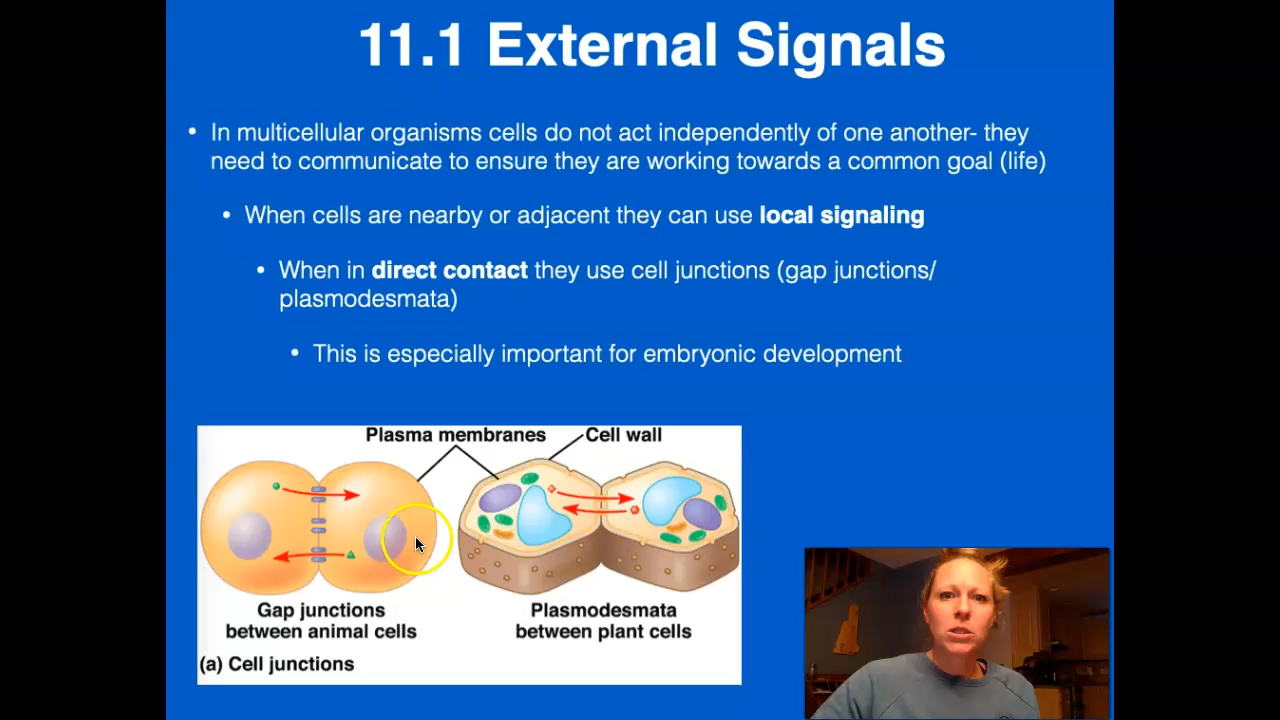 11.1 External Signals
• In multicellular organisms cells do not act independently of one another- they
need to communicate to ensure they are working towards a common goal (life)
• When cells are nearby or adjacent they can use local signaling
• When in direct contact they use cell junctions (gap junctions/
plasmodesmata)
• This is especially important for embryonic development
Plasma membranes
Cell wall
Gap junctions
between animal cells
Plasmodesmata
between plant cells
(a) Cell junctions